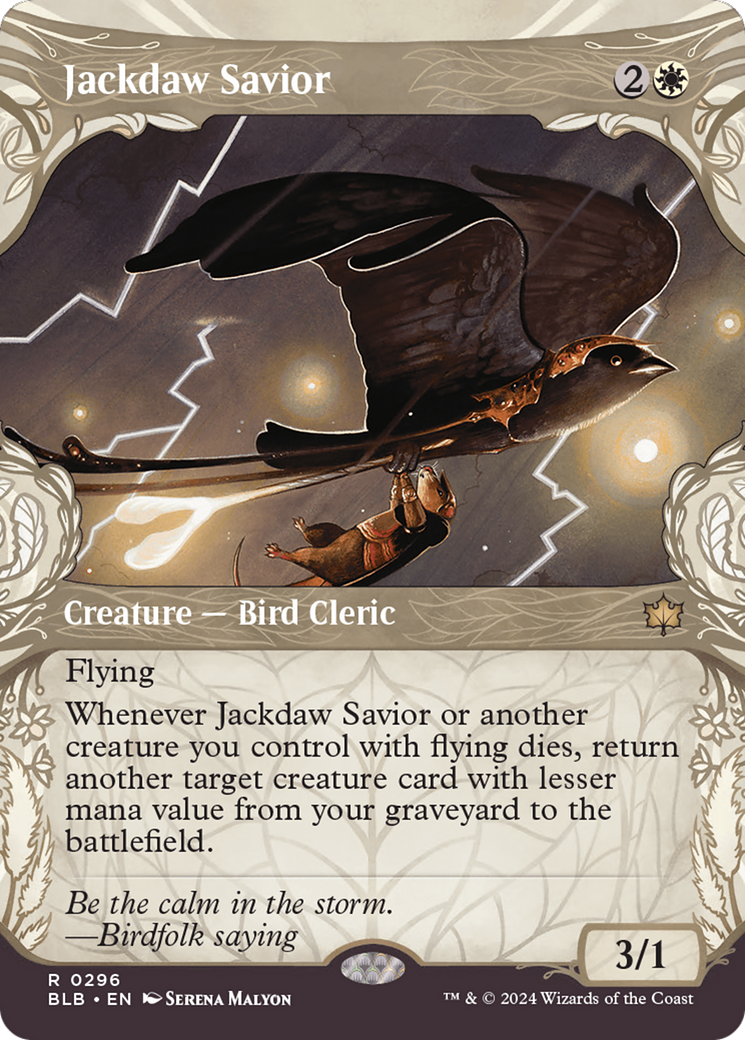 Jackdaw Savior 2
Creature — Bird Cleric
Flying
Whenever Jackdaw Savior or another
creature you control with flying dies, return
another target creature card with lesser
mana value from your graveyard to the
battlefield.
Be the calm in the storm.
—Birdfolk saying
3/1
R 0296
BLB • EN Serena Malyon
™ & © 2024 Wizards of the Coast